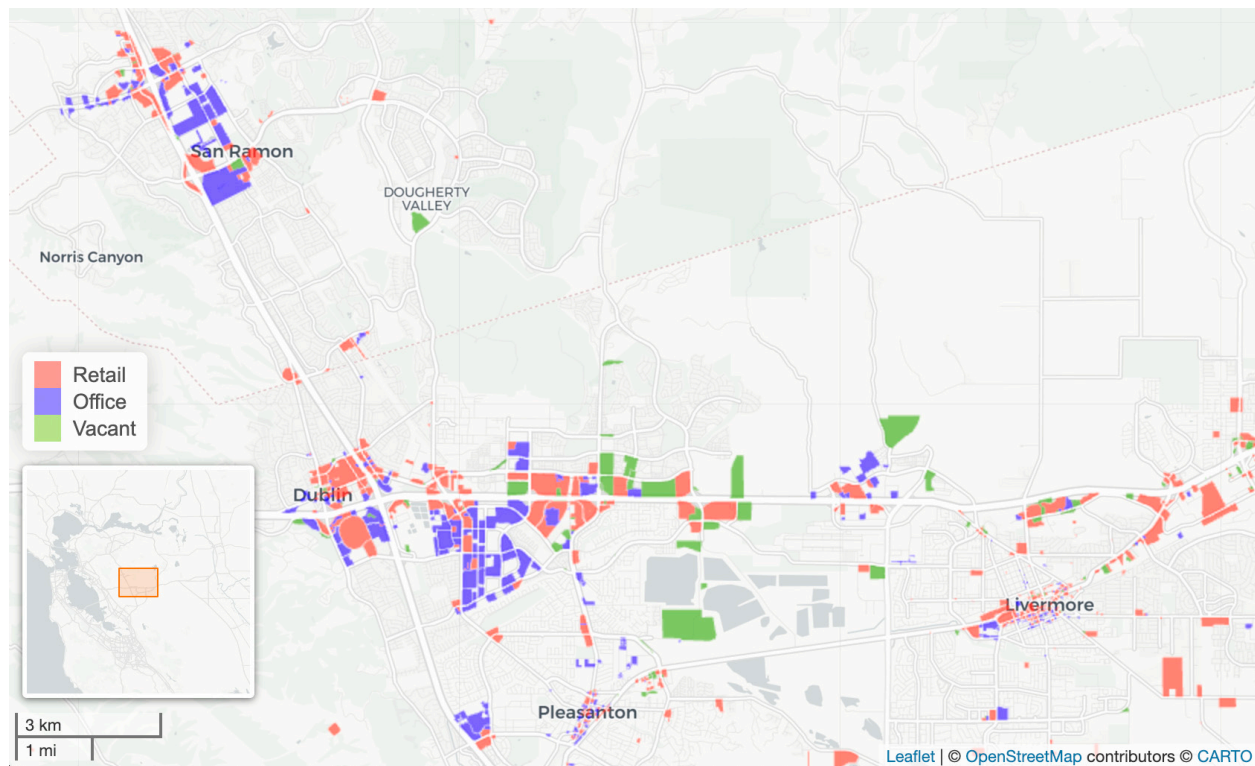 San Ramon
DOUGHERTY
VALLEY
Norris Canyon
Retail
Office
Vacant
Dublin
Livermore
Pleasanton
3 km
1 mi
Leaflet | © OpenStreetMap contributors © CARTO